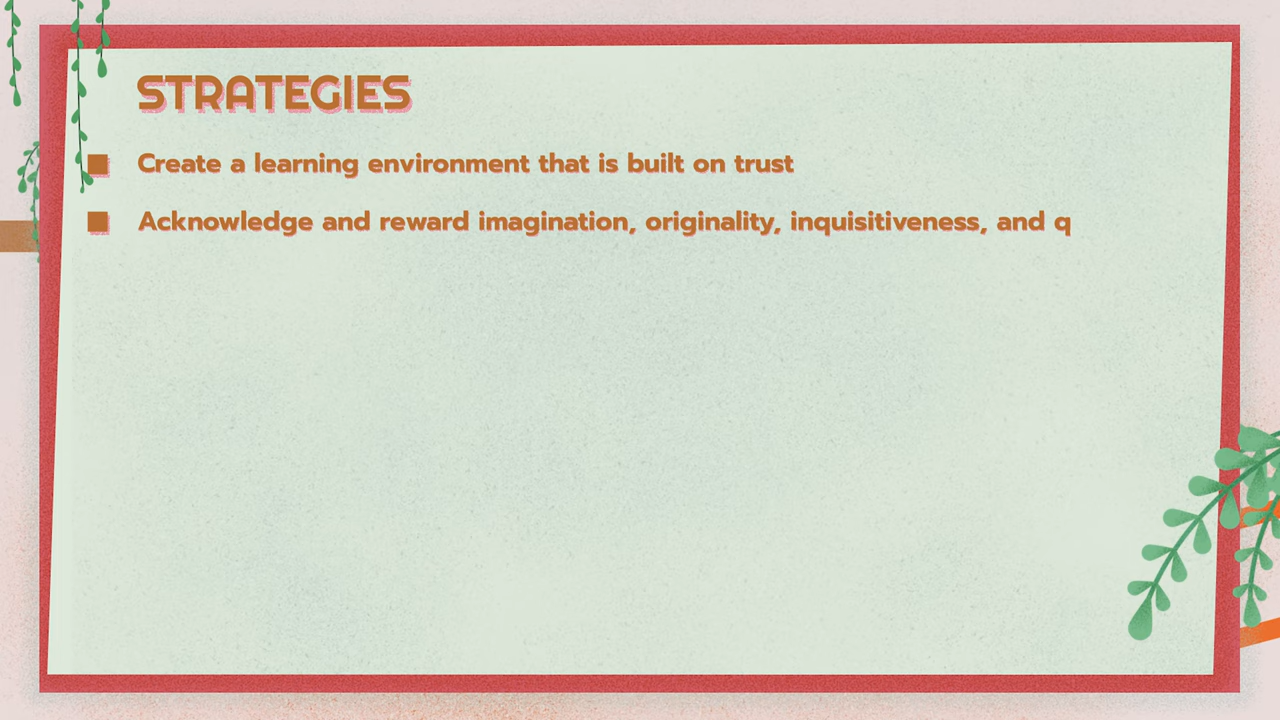 STRATEGIES
Create a learning environment that is built on trust
Acknowledge and reward imagination, originality, inquisitiveness, and q